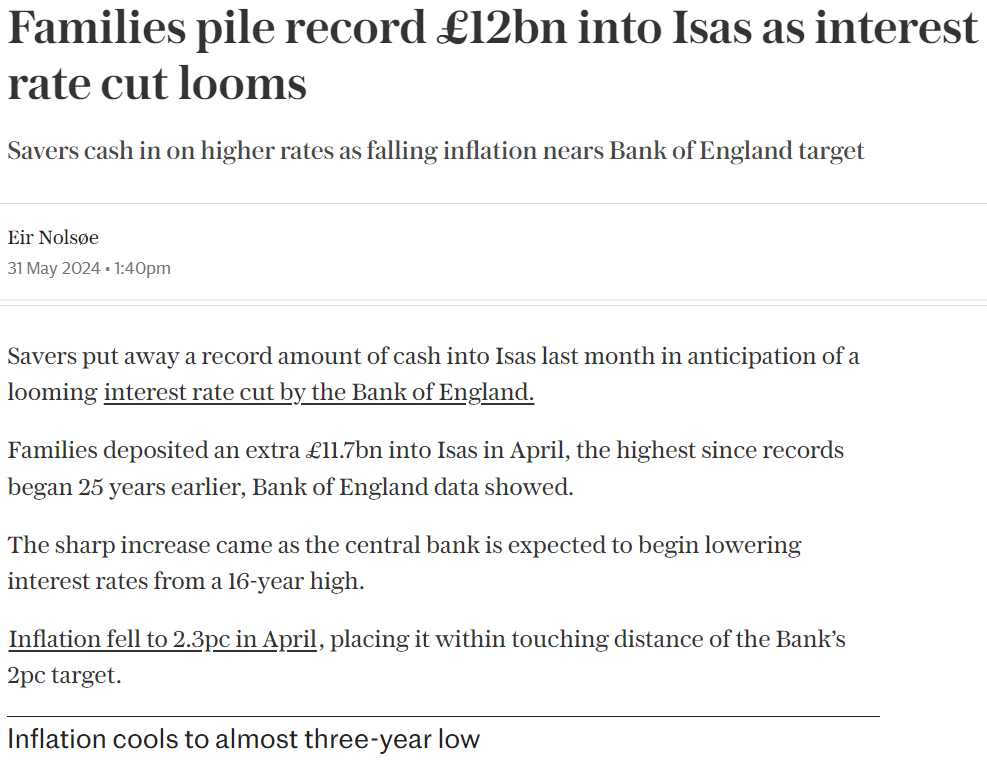 Families pile record £12bn into Isas as interest
rate cut looms
Savers cash in on higher rates as falling inflation nears Bank of England target
Eir Nolsøe
31 May 2024 • 1:40pm
Savers put away a record amount of cash into Isas last month in anticipation of a
looming interest rate cut by the Bank of England.
Families deposited an extra £11.7bn into Isas in April, the highest since records
began 25 years earlier, Bank of England data showed.
The sharp increase came as the central bank is expected to begin lowering
interest rates from a 16-year high.
Inflation fell to 2.3pc in April, placing it within touching distance of the Bank’s
2pc target.
Inflation cools to almost three-year low